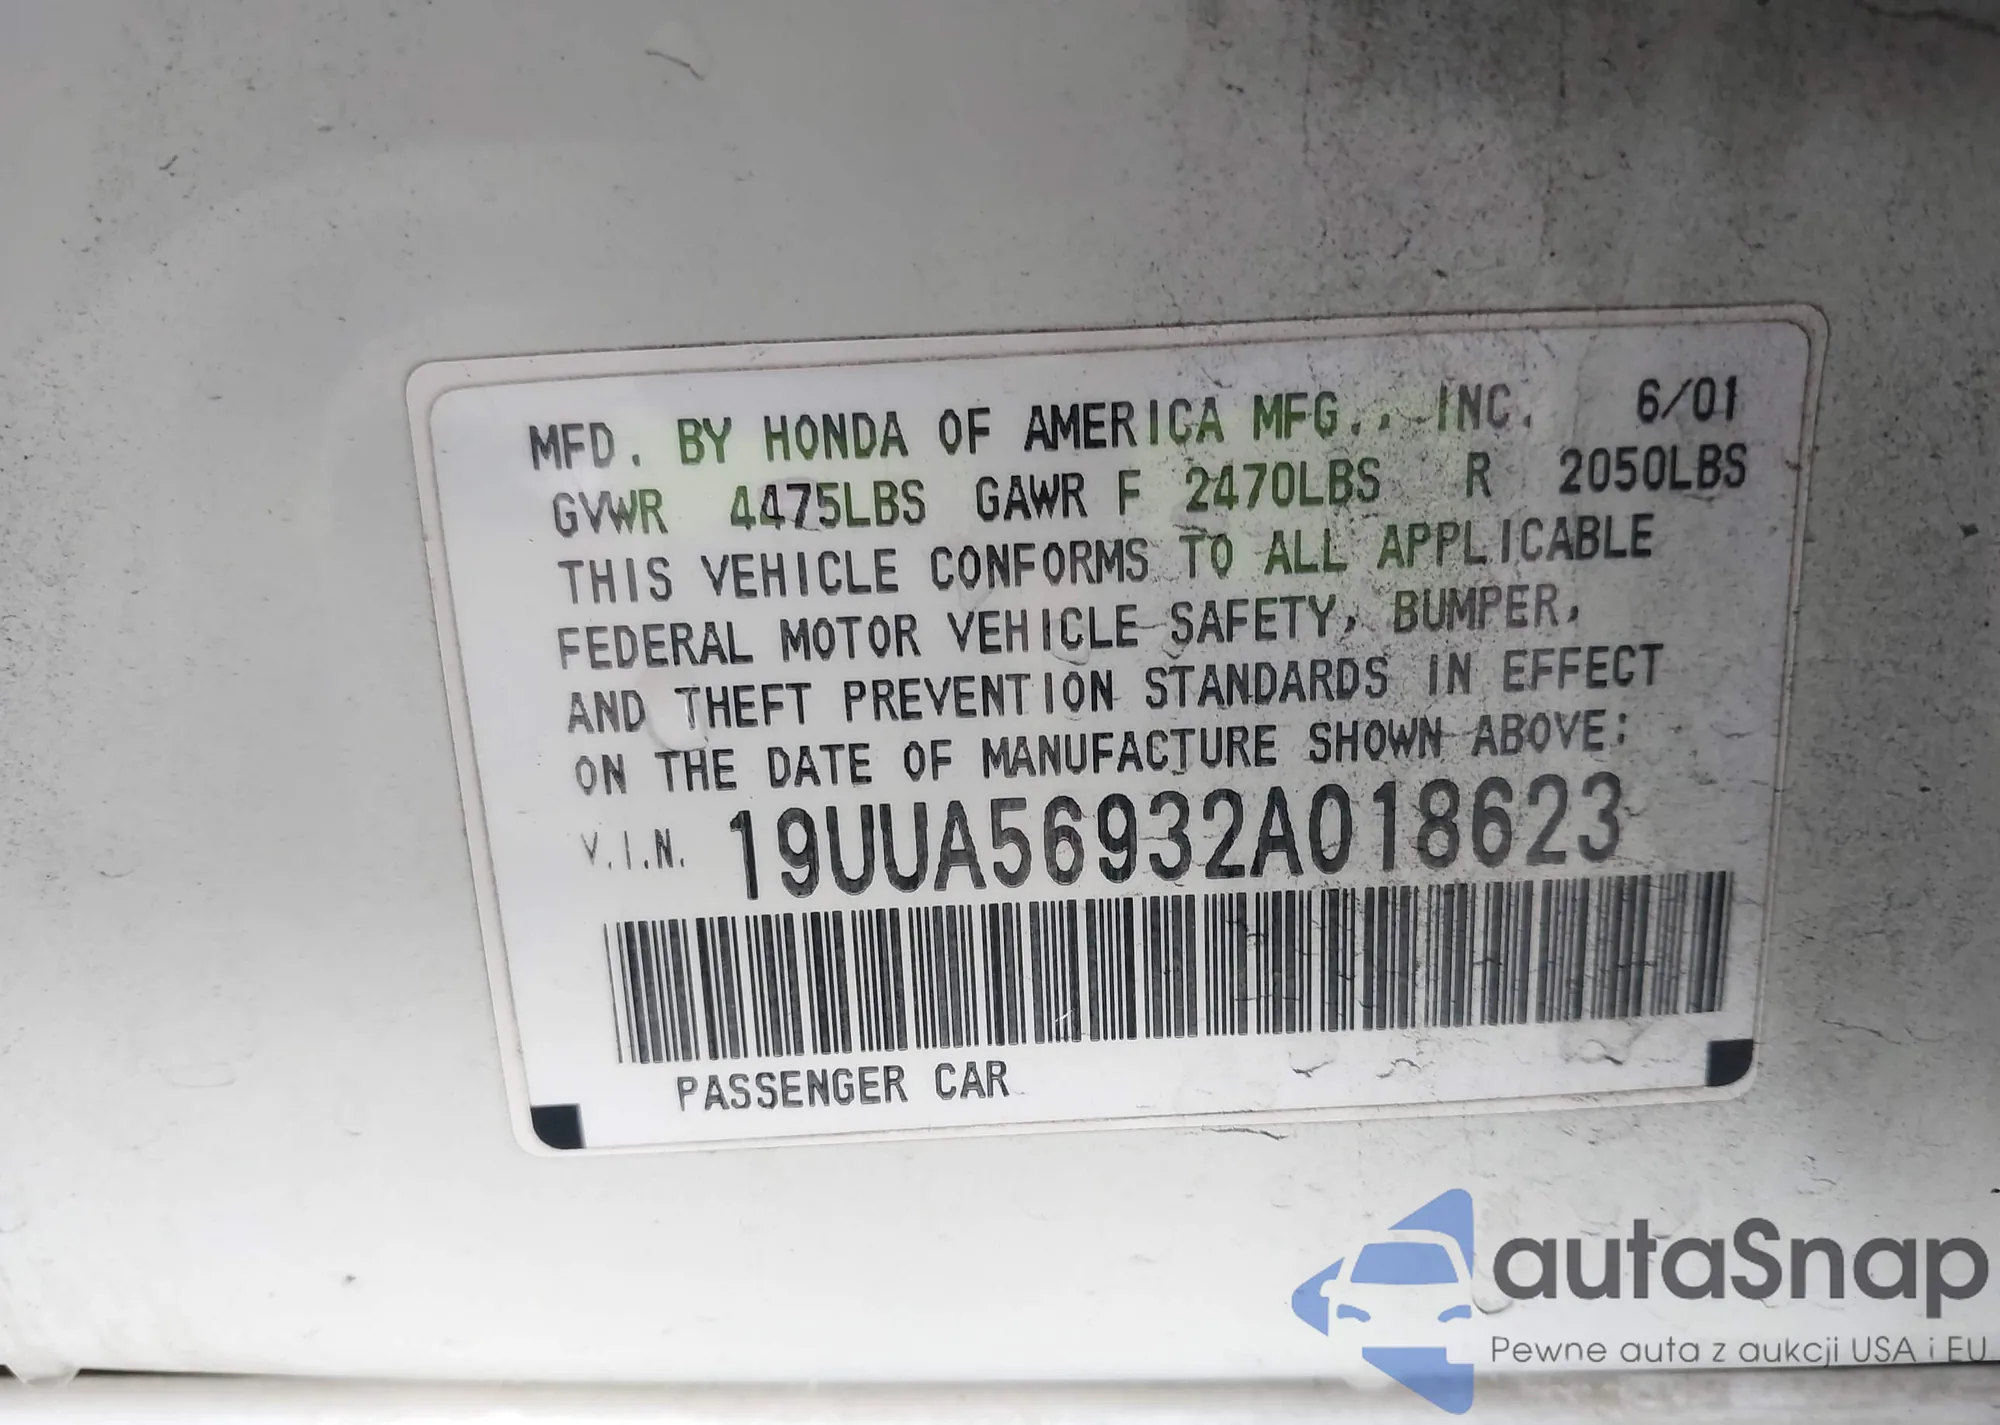 MFD. BY HONDA OF AMERICA MFG., INC. 6/01
GVWR 4475LBS GAWR F 2470LBS R 2050LBS
THIS VEHICLE CONFORMS TO ALL APPLICABLE
FEDERAL MOTOR VEHICLE SAFETY, BUMPER,
AND THEFT PREVENTION STANDARDS IN EFFECT
ON THE DATE OF MANUFACTURE SHOWN ABOVE:
V.I.N. 19UUA56932A018623
PASSENGER CAR
autaSnap
Pewne auta z aukcji USA i EU